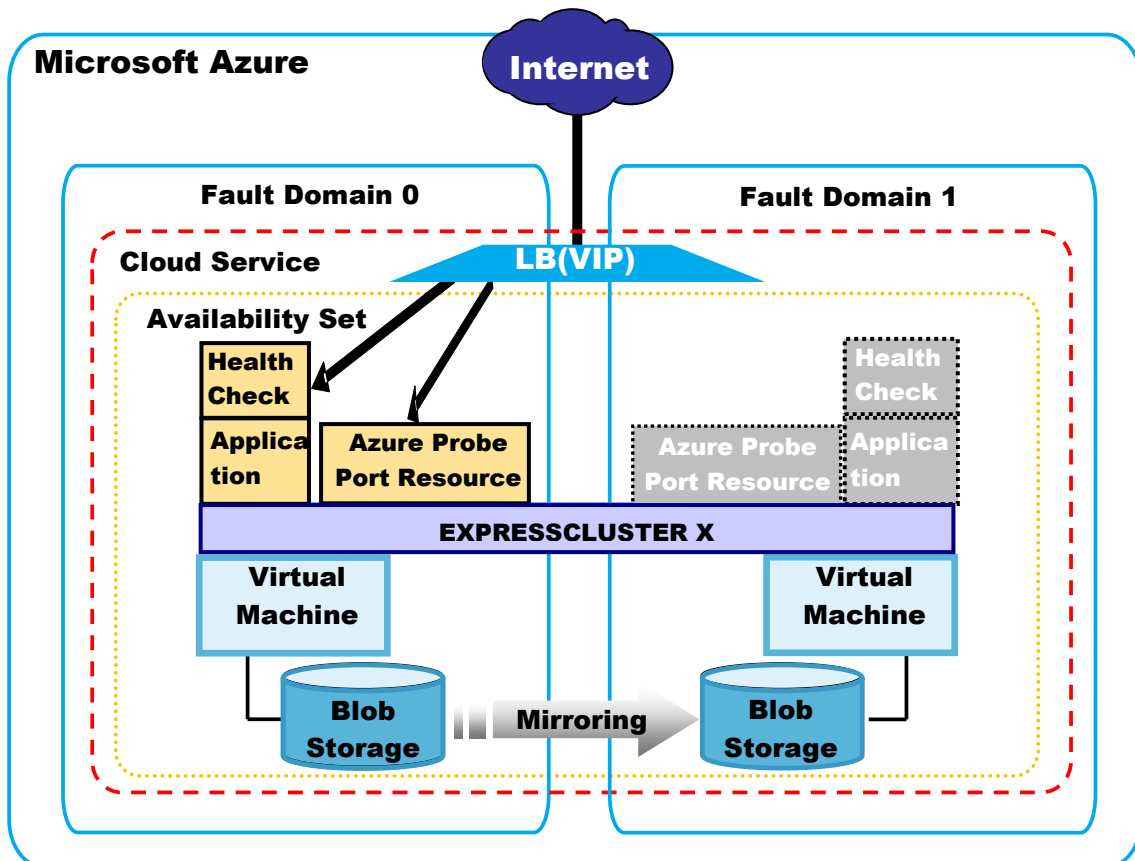 Microsoft Azure
Internet
Fault Domain 0
Fault Domain 1
LB(VIP)
Cloud Service
Availability Set
Health
Check
Applica
tion
Azure Probe
Port Resource
Azure Probe
Port Resource
Health
Check
Applica
tion
EXPRESSCLUSTER X
Virtual
Machine
Virtual
Machine
Blob
Storage
Mirroring
Blob
Storage